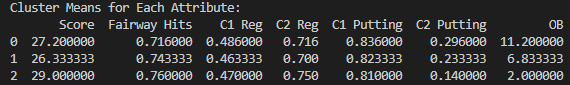 Cluster Means for Each Attribute:
Score Fairway Hits C1 Reg C2 Reg C1 Putting C2 Putting OB
0 27.200000 0.716000 0.486000 0.716 0.836000 0.296000 11.200000
1 26.333333 0.743333 0.463333 0.700 0.823333 0.233333 6.833333
2 29.000000 0.760000 0.470000 0.750 0.810000 0.140000 2.000000